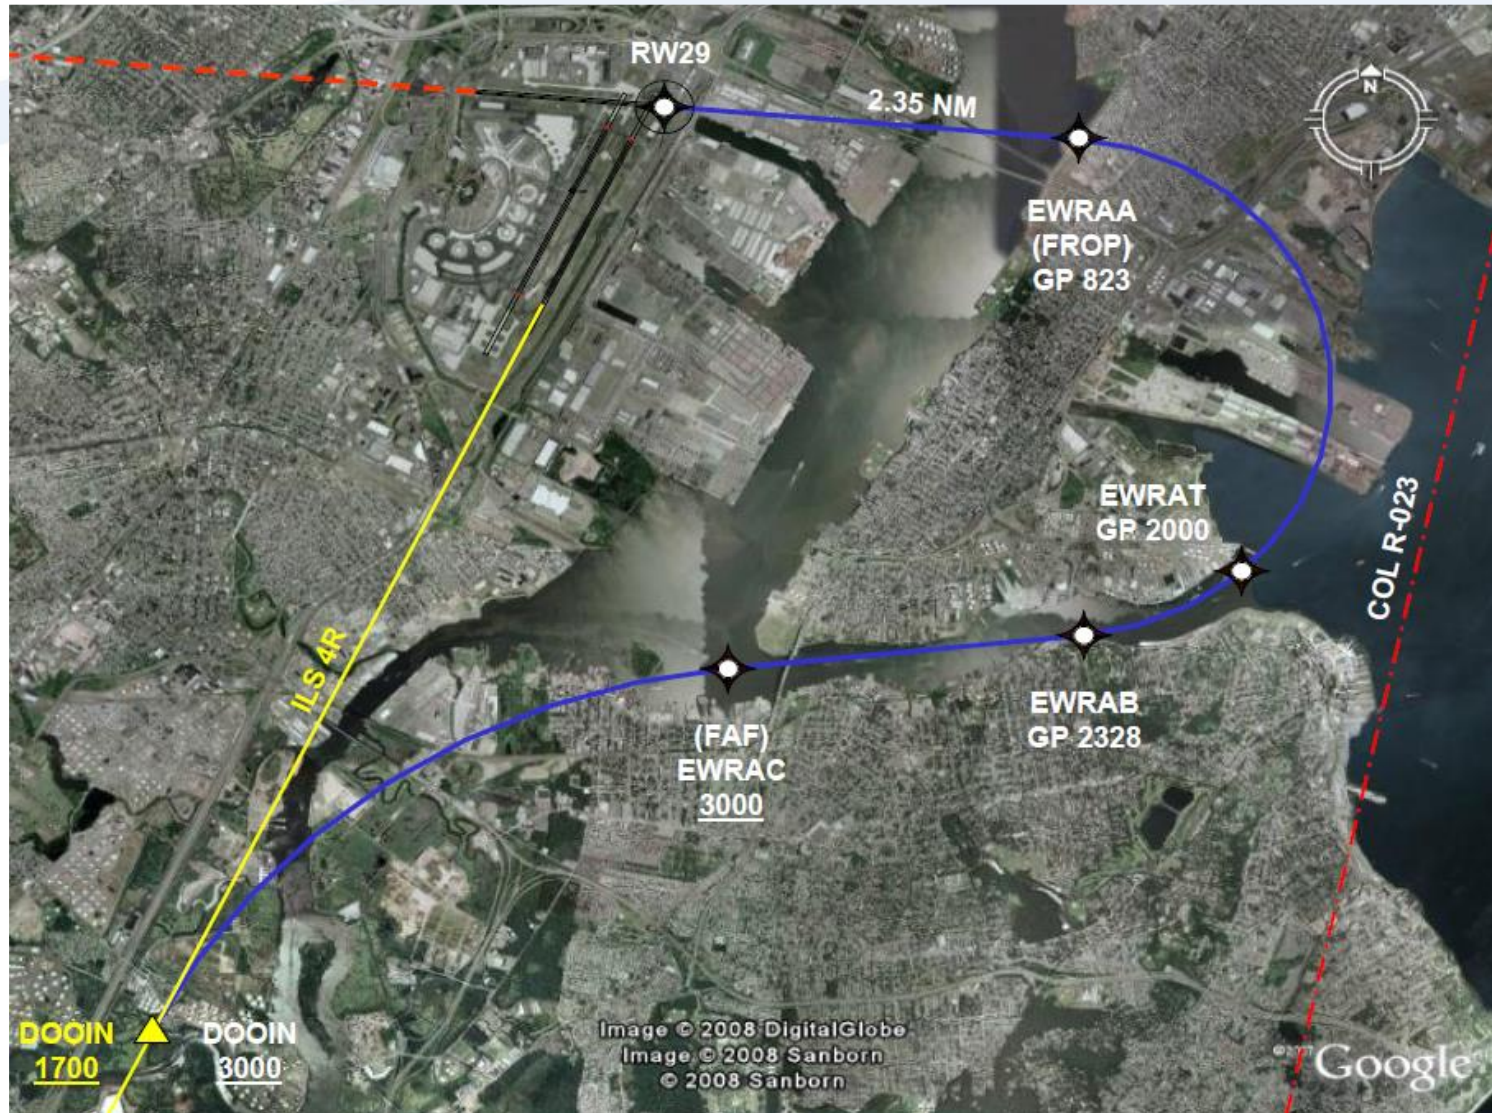 RW29
2.35 NM
N
EWRAA
(FROP)
GP 823
EWRAT
GP 2000
COL R-023
ILS 4R
EWRAB
GP 2328
(FAF)
EWRAC
3000
DOOIN
1700
DOOIN
3000
Image © 2008 DigitalGlobe
Image © 2008 Sanborn
© 2008 Sanborn
Google